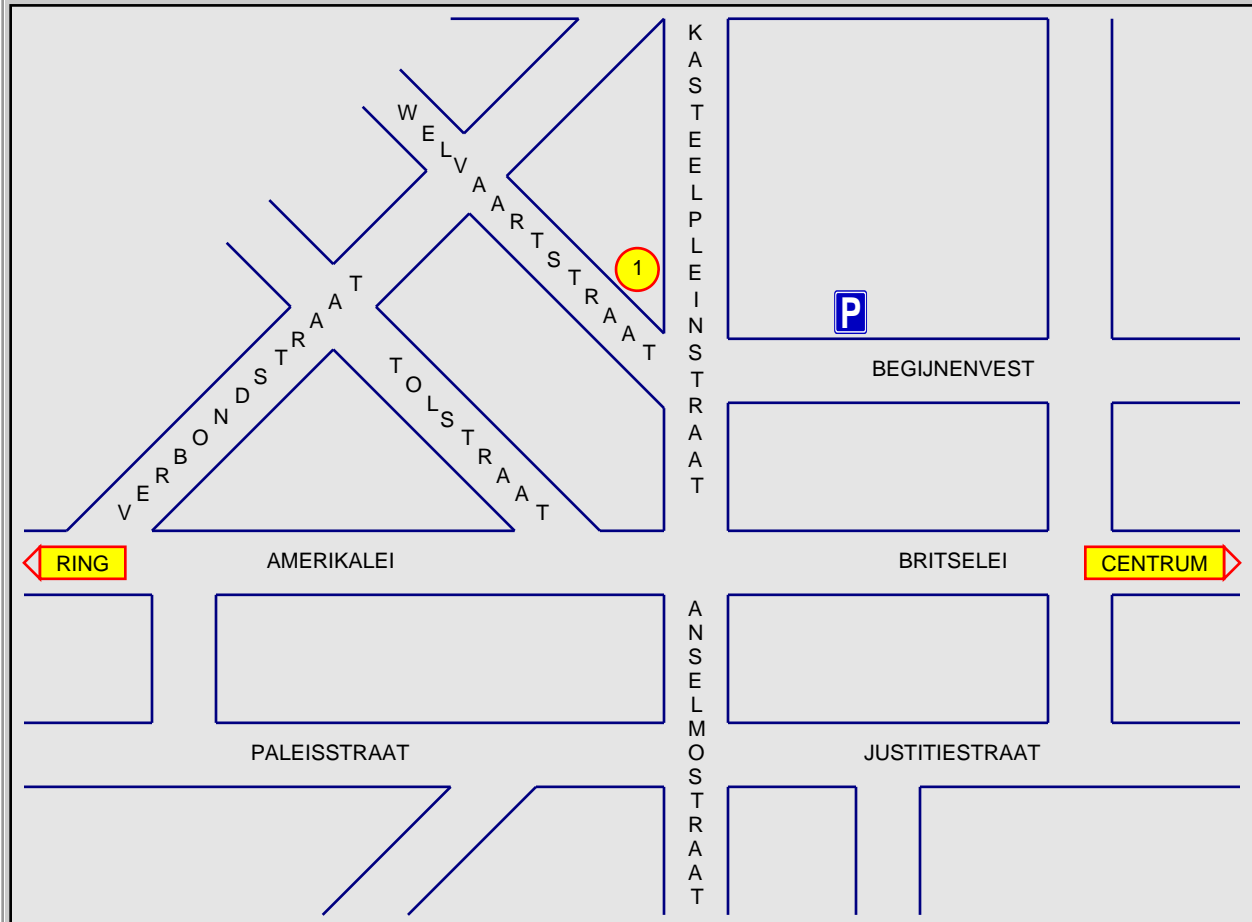 KASTEELPLEINSTRAAT
WELVAARTSTRAAT
1
P
VERBONDSTRAAT
TOLSTRAAT
BEGIJNENVEST
RING
AMERIKALEI
BRITSELEI
CENTRUM
ANSELMOSTRAAT
PALEISSTRAAT
JUSTITIESTRAAT